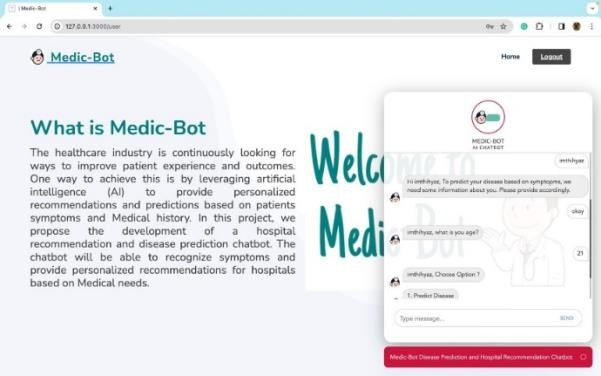 | Medic-Bot
127.0.0.1:3000/user
Medic-Bot
Home
Logout
What is Medic-Bot
The healthcare industry is continuously looking for
ways to improve patient experience and outcomes.
One way to achieve this is by leveraging artificial
intelligence (AI) to provide personalized
recommendations and predictions based on patients
symptoms and Medical history. In this project, we
propose the development of a hospital
recommendation and disease prediction chatbot. The
chatbot will be able to recognize symptoms and
provide personalized recommendations for hospitals
based on Medical needs.
Welcome to
Medic-Bot
MEDIC-BOT
AI CHATBOT
imthihyaz
Hi imthihyaz, To predict your disease based on symptopms, we
need some information about you. Please provide accordingly.
okay
imthihyaz, what is you age?
21
imthihyaz, Choose Option ?
1. Predict Disease
Type message...
SEND
Medic-Bot Disease Prediction and Hospital Recommendation Chatbot